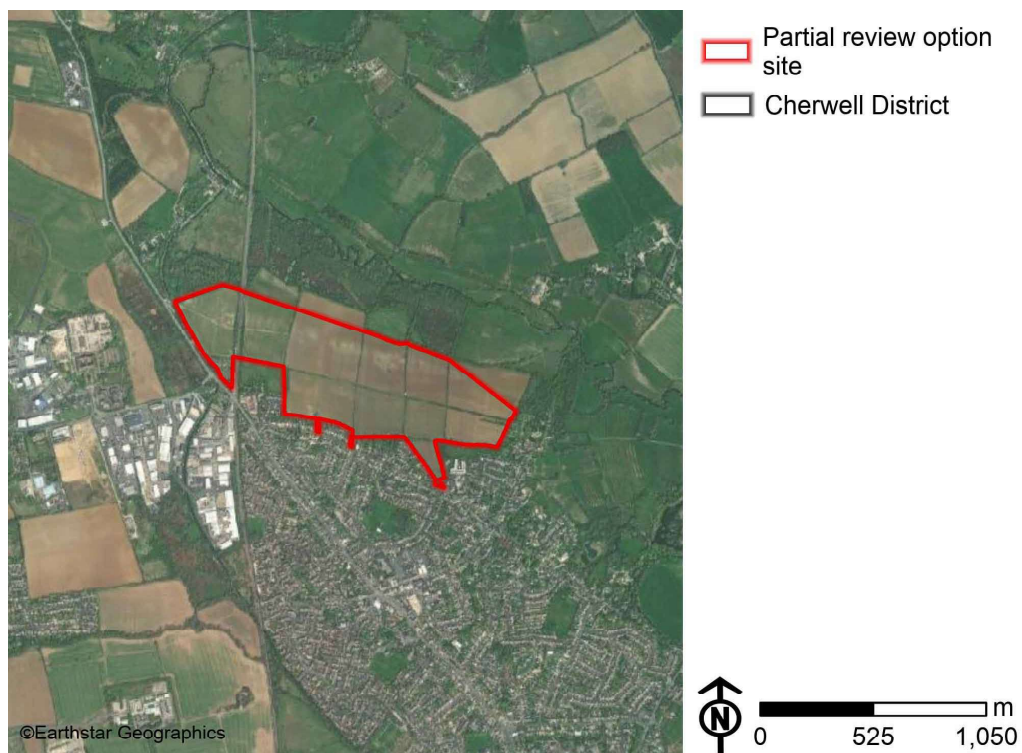 Partial review option
site
Cherwell District
©Earthstar Geographics
N
m
0 525 1,050